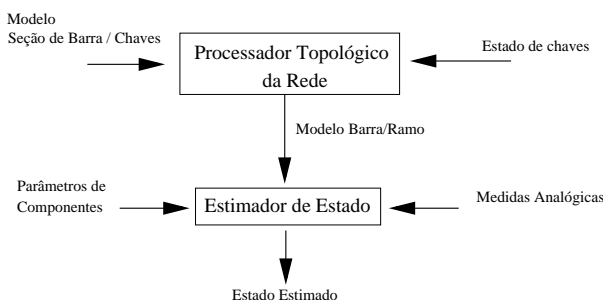 Modelo
Seção de Barra / Chaves
Processador Topológico
da Rede
Estado de chaves
Modelo Barra/Ramo
Parâmetros de
Componentes
Estimador de Estado
Medidas Analógicas
Estado Estimado